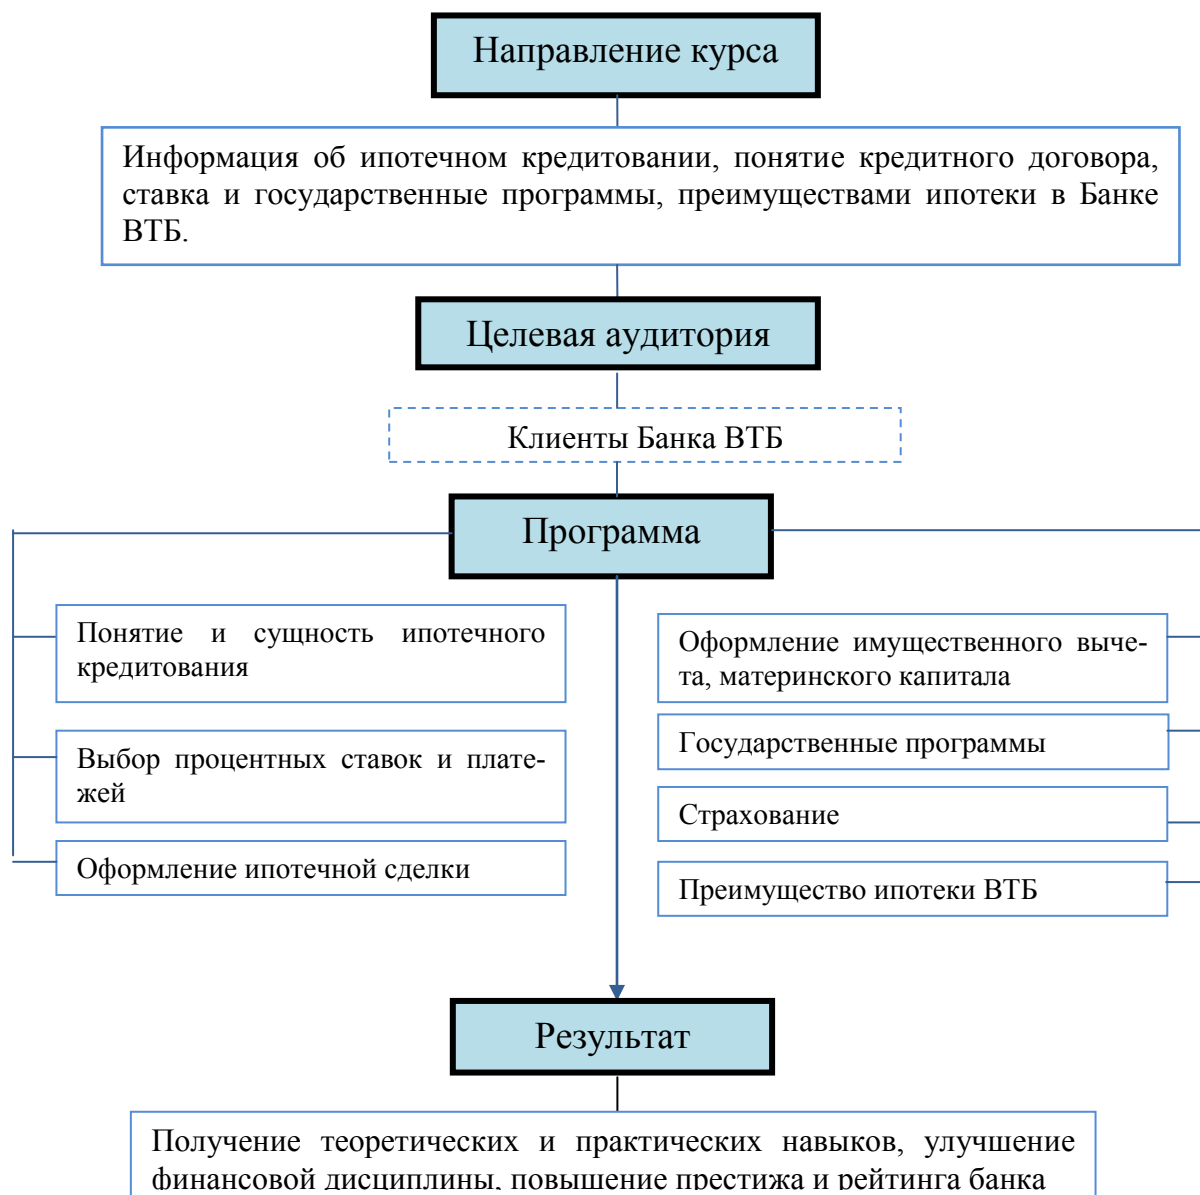 Направление курса
Информация об ипотечном кредитовании, понятие кредитного договора,
ставка и государственные программы, преимуществами ипотеки в Банке
ВТБ.
Целевая аудитория
Клиенты Банка ВТБ
Программа
Понятие и сущность ипотечного
кредитования
Выбор процентных ставок и плате-
жей
Оформление ипотечной сделки
Оформление имущественного выче-
та, материнского капитала
Государственные программы
Страхование
Преимущество ипотеки ВТБ
Результат
Получение теоретических и практических навыков, улучшение
финансовой дисциплины, повышение престижа и рейтинга банка